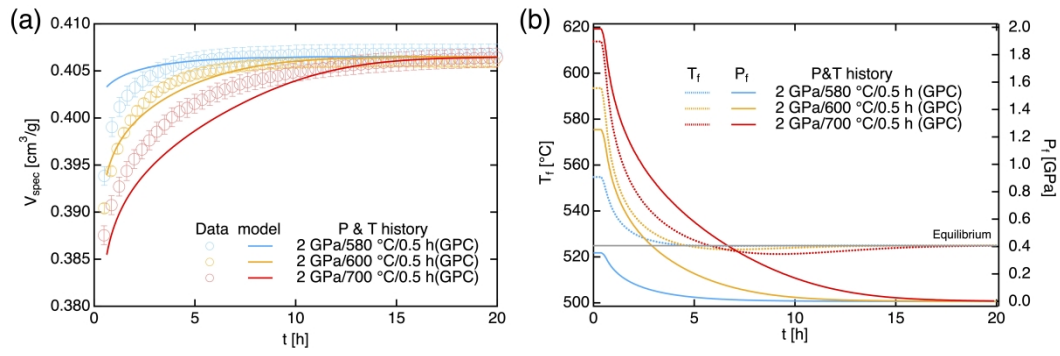 (a)
0.410
0.405
0.400
0.395
0.390
0.385
0.380
V_spec [cm³/g]
Data model P & T history
2 GPa/580 °C/0.5 h(GPC)
2 GPa/600 °C/0.5 h(GPC)
2 GPa/700 °C/0.5 h(GPC)
0 5 10 15 20
t [h]
(b)
620
600
580
560
540
520
500
T_f [°C]
T_f P_f P&T history
2 GPa/580 °C/0.5 h (GPC)
2 GPa/600 °C/0.5 h (GPC)
2 GPa/700 °C/0.5 h (GPC)
Equilibrium
2.0
1.8
1.6
1.4
1.2
1.0
0.8
0.6
0.4
0.2
0.0
P_f [GPa]
0 5 10 15 20
t [h]